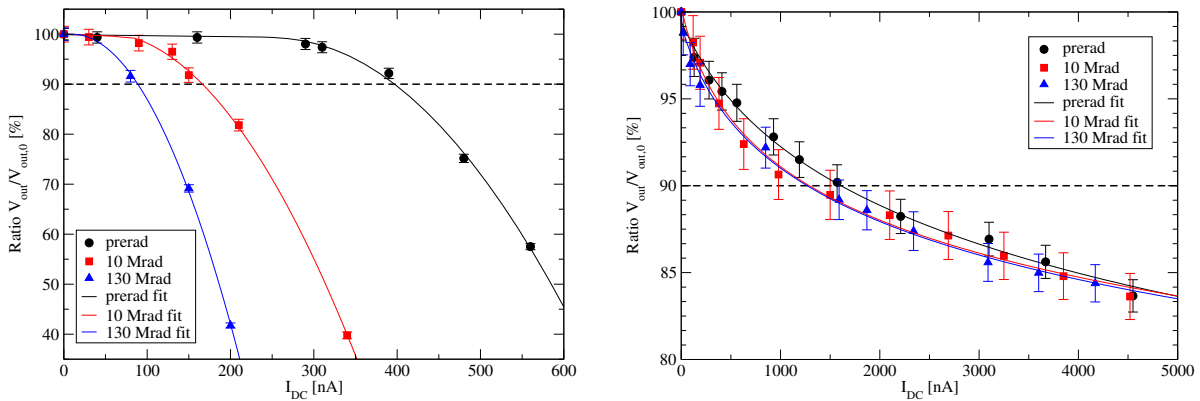 110
100
90
80
70
60
50
40
Ratio V_out/V_out,0 [%]
prerad
10 Mrad
130 Mrad
prerad fit
10 Mrad fit
130 Mrad fit
0 100 200 300 400 500 600
I_DC [nA]
100
95
90
85
80
Ratio V_out/V_out,0 [%]
prerad
10 Mrad
130 Mrad
prerad fit
10 Mrad fit
130 Mrad fit
0 1000 2000 3000 4000 5000
I_DC [nA]